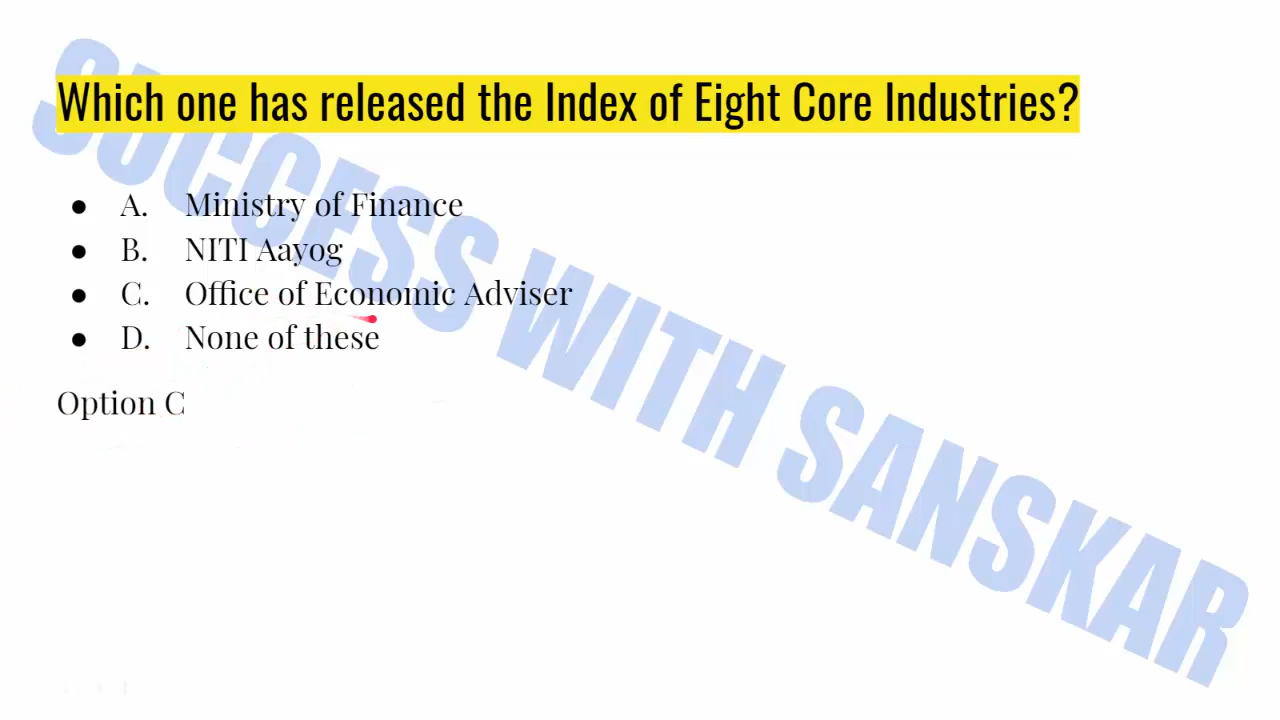 Which one has released the Index of Eight Core Industries?
● A. Ministry of Finance
● B. NITI Aayog
● C. Office of Economic Adviser
● D. None of these
Option C
SUCCESS WITH SANSKAR